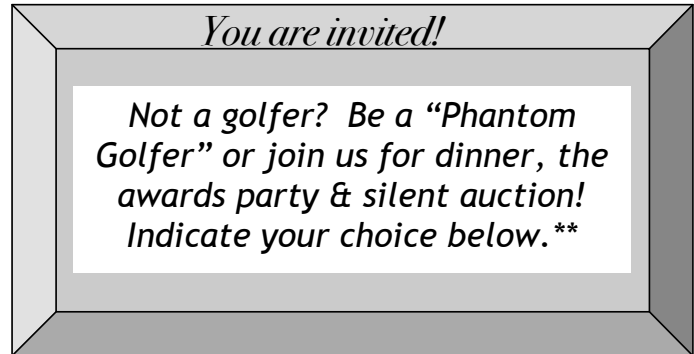 You are invited!
Not a golfer?  Be a “Phantom
Golfer” or join us for dinner, the
awards party & silent auction!
Indicate your choice below.**